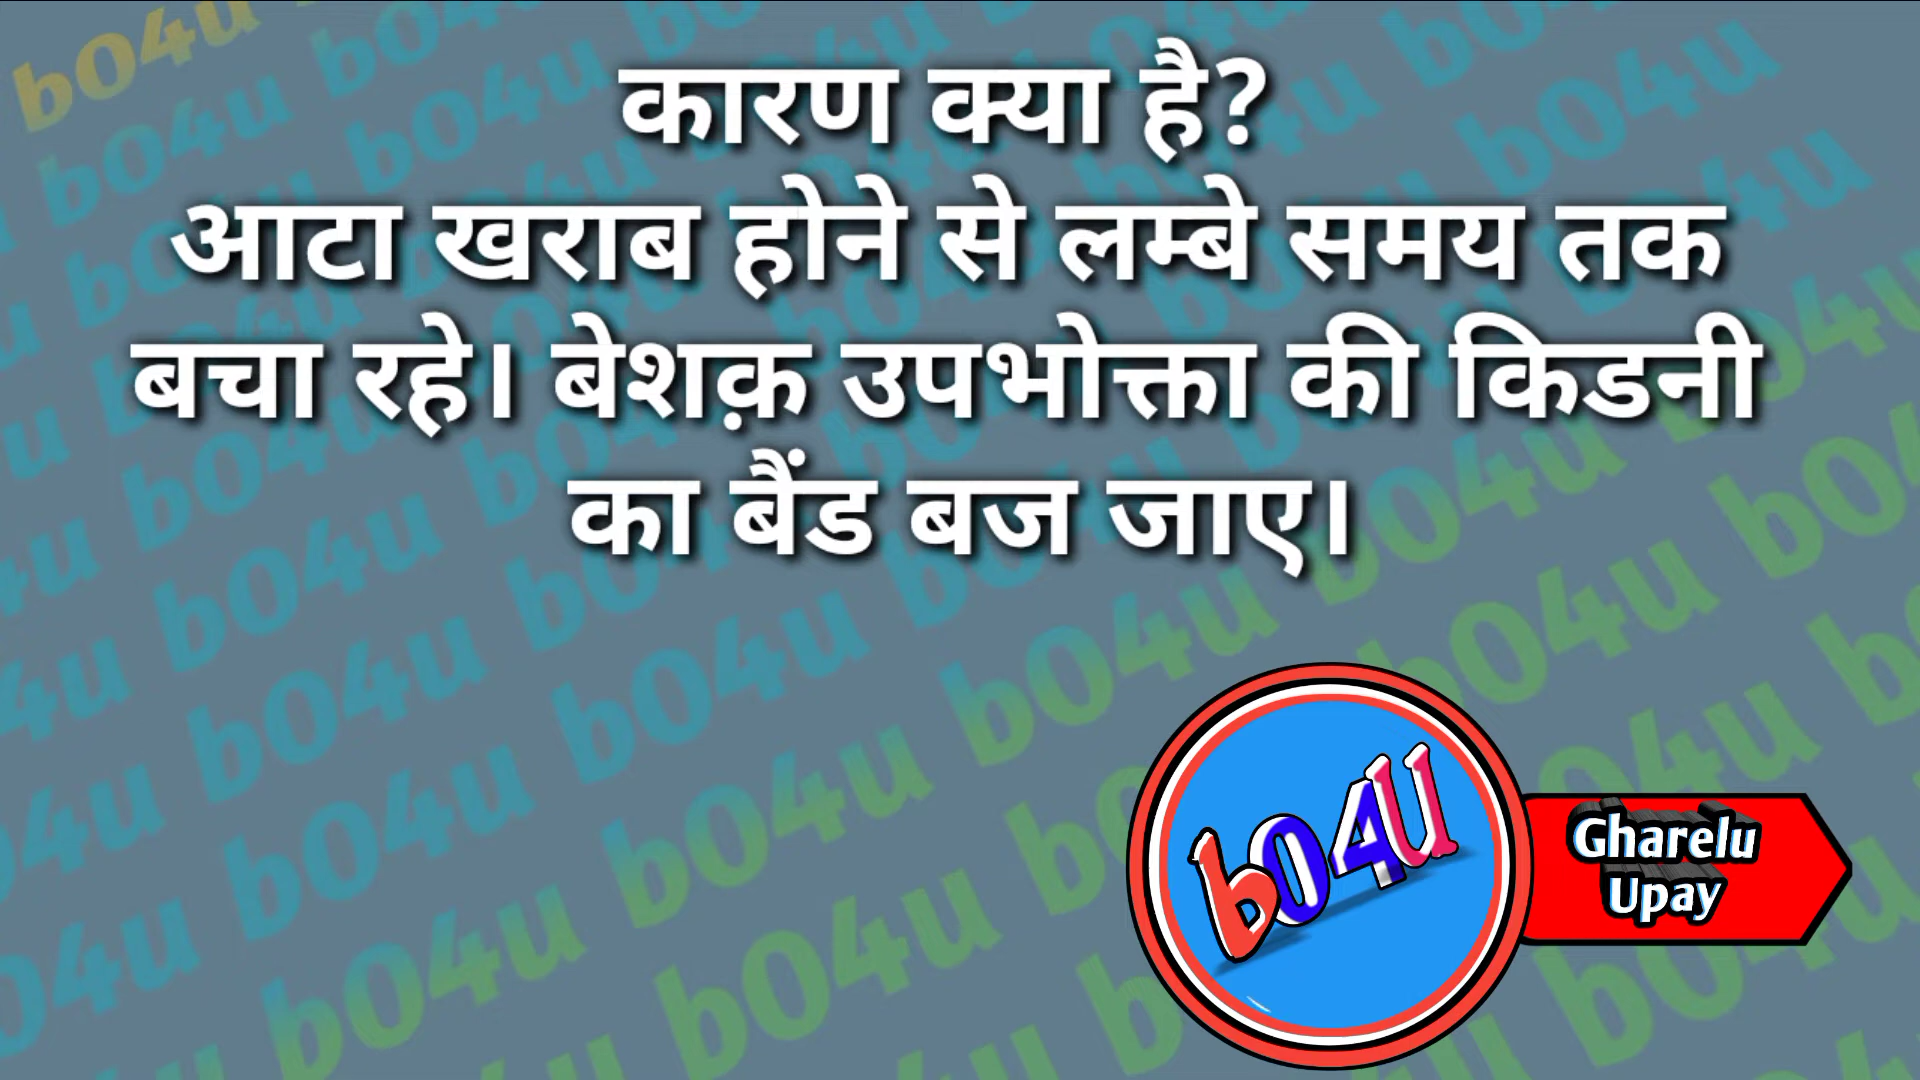 कारण क्या है?
आटा खराब होने से लम्बे समय तक
बचा रहे। बेशक़ उपभोक्ता की किडनी
का बैंड बज जाए।
b04u
Gharelu
Upay